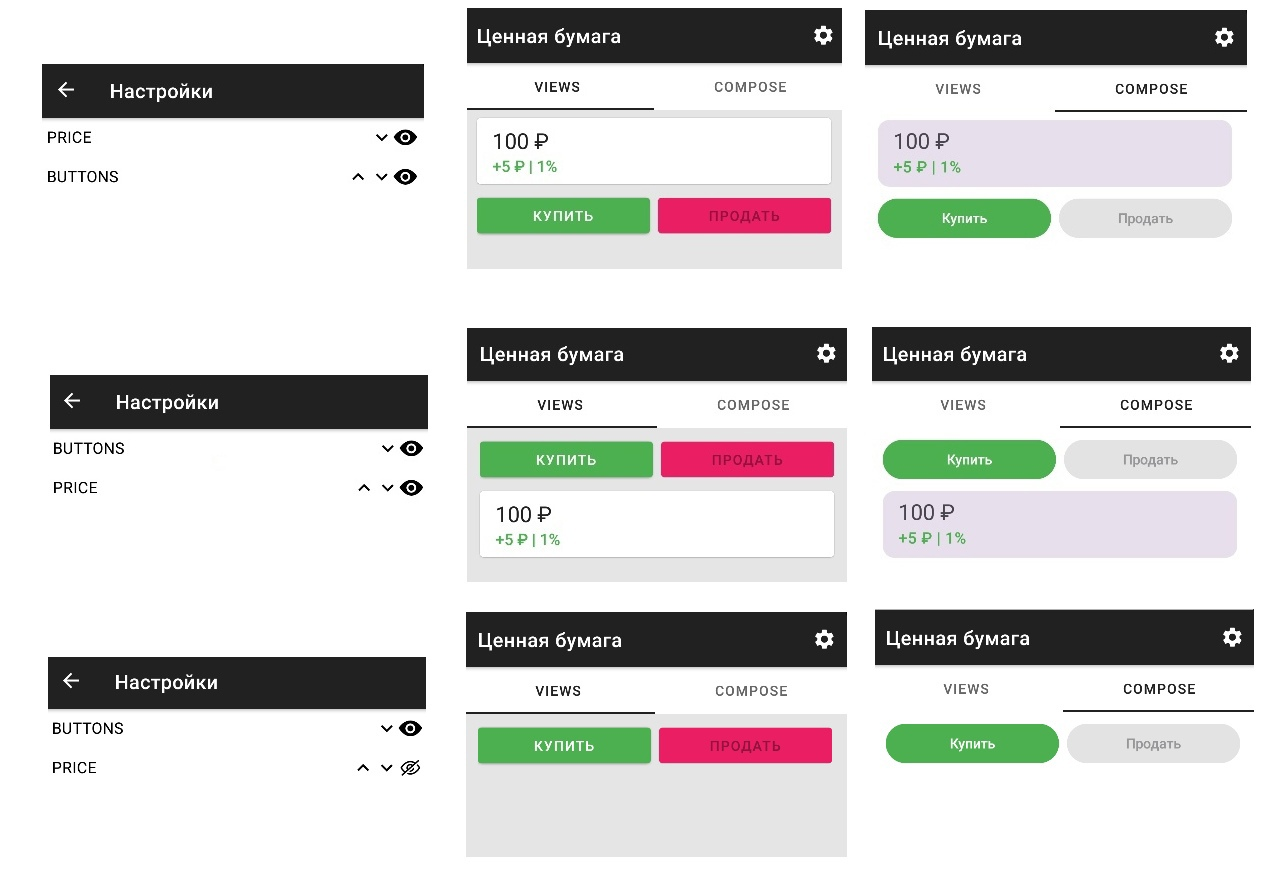 Настройки
PRICE
BUTTONS
Ценная бумага
VIEWS COMPOSE
100 ₽
+5 ₽ | 1%
КУПИТЬ ПРОДАТЬ
Ценная бумага
VIEWS COMPOSE
100 ₽
+5 ₽ | 1%
Купить Продать
Настройки
BUTTONS
PRICE
Ценная бумага
VIEWS COMPOSE
КУПИТЬ ПРОДАТЬ
100 ₽
+5 ₽ | 1%
Ценная бумага
VIEWS COMPOSE
Купить Продать
100 ₽
+5 ₽ | 1%
Настройки
BUTTONS
PRICE
Ценная бумага
VIEWS COMPOSE
КУПИТЬ ПРОДАТЬ
Ценная бумага
VIEWS COMPOSE
Купить Продать